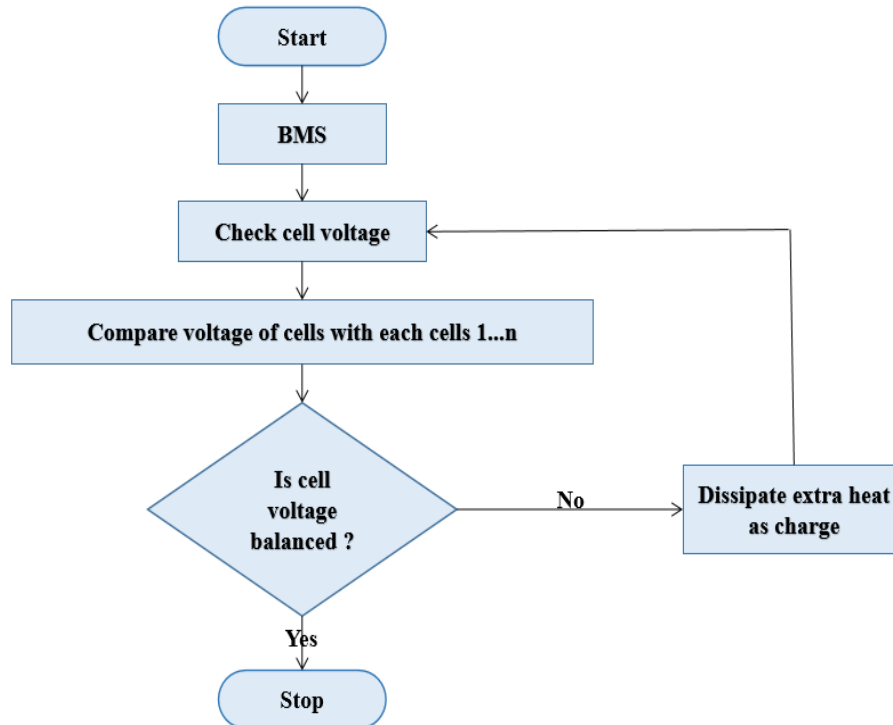 Start
BMS
Check cell voltage
Compare voltage of cells with each cells 1...n
Is cell
voltage
balanced ?
No
Dissipate extra heat
as charge
Yes
Stop